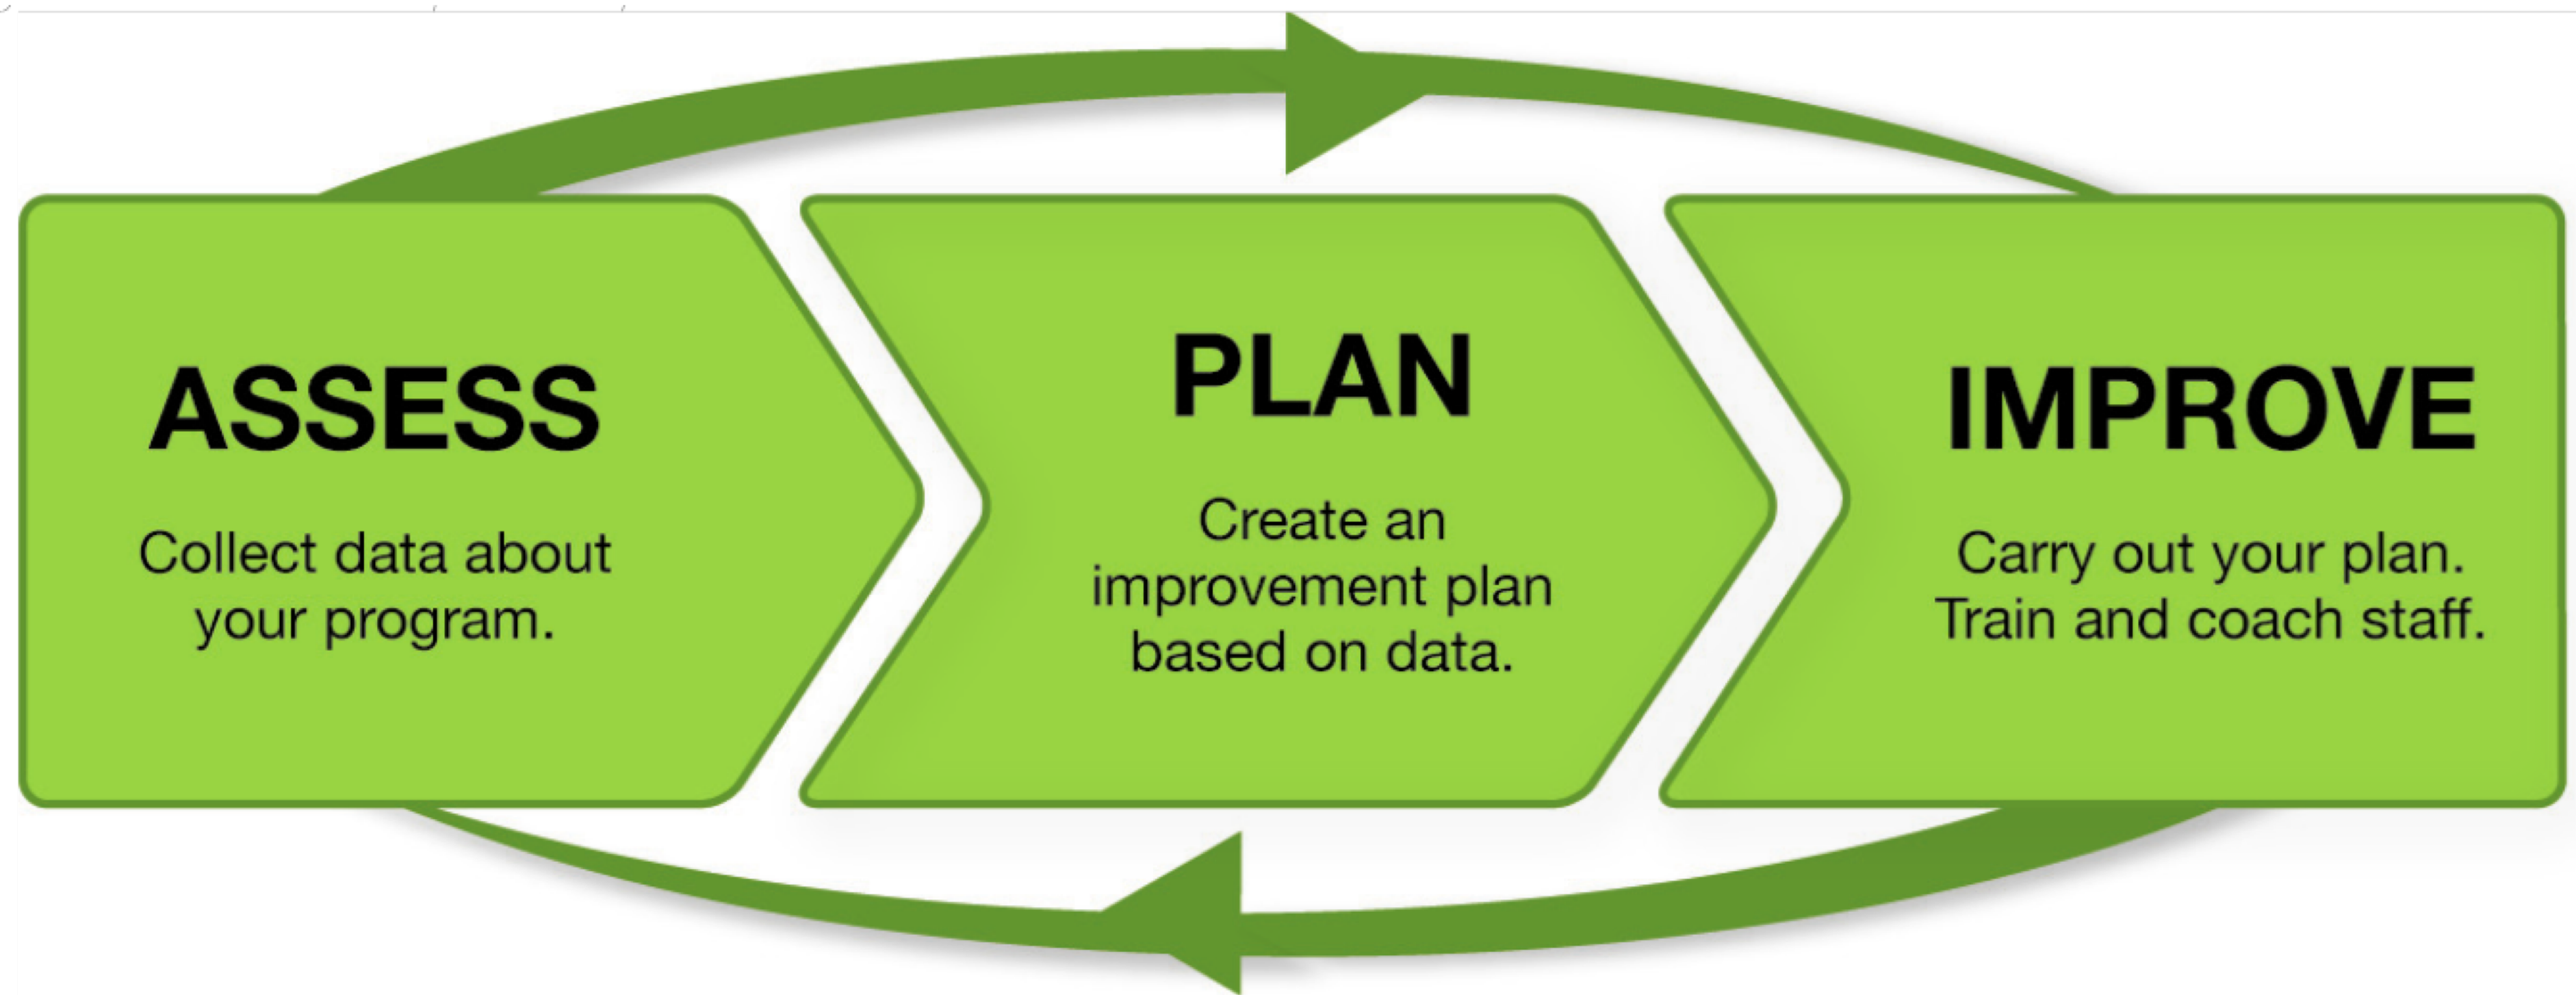 ASSESS
Collect data about
your program.
PLAN
Create an
improvement plan
based on data.
IMPROVE
Carry out your plan.
Train and coach staff.